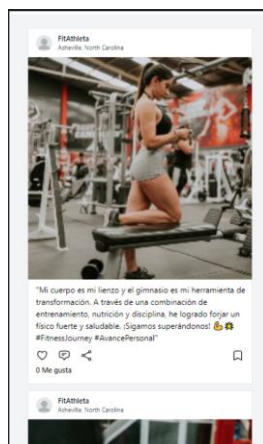 FitAthleta
Asheville, North Carolina
"Mi cuerpo es mi lienzo y el gimnasio es mi herramienta de
transformación. A través de una combinación de
entrenamiento, nutrición y disciplina, he logrado forjar un
físico fuerte y saludable. ¡Sigamos superándonos! 💪🌟
#FitnessJourney #AvancePersonal"
0 Me gusta
FitAthleta
Asheville, North Carolina